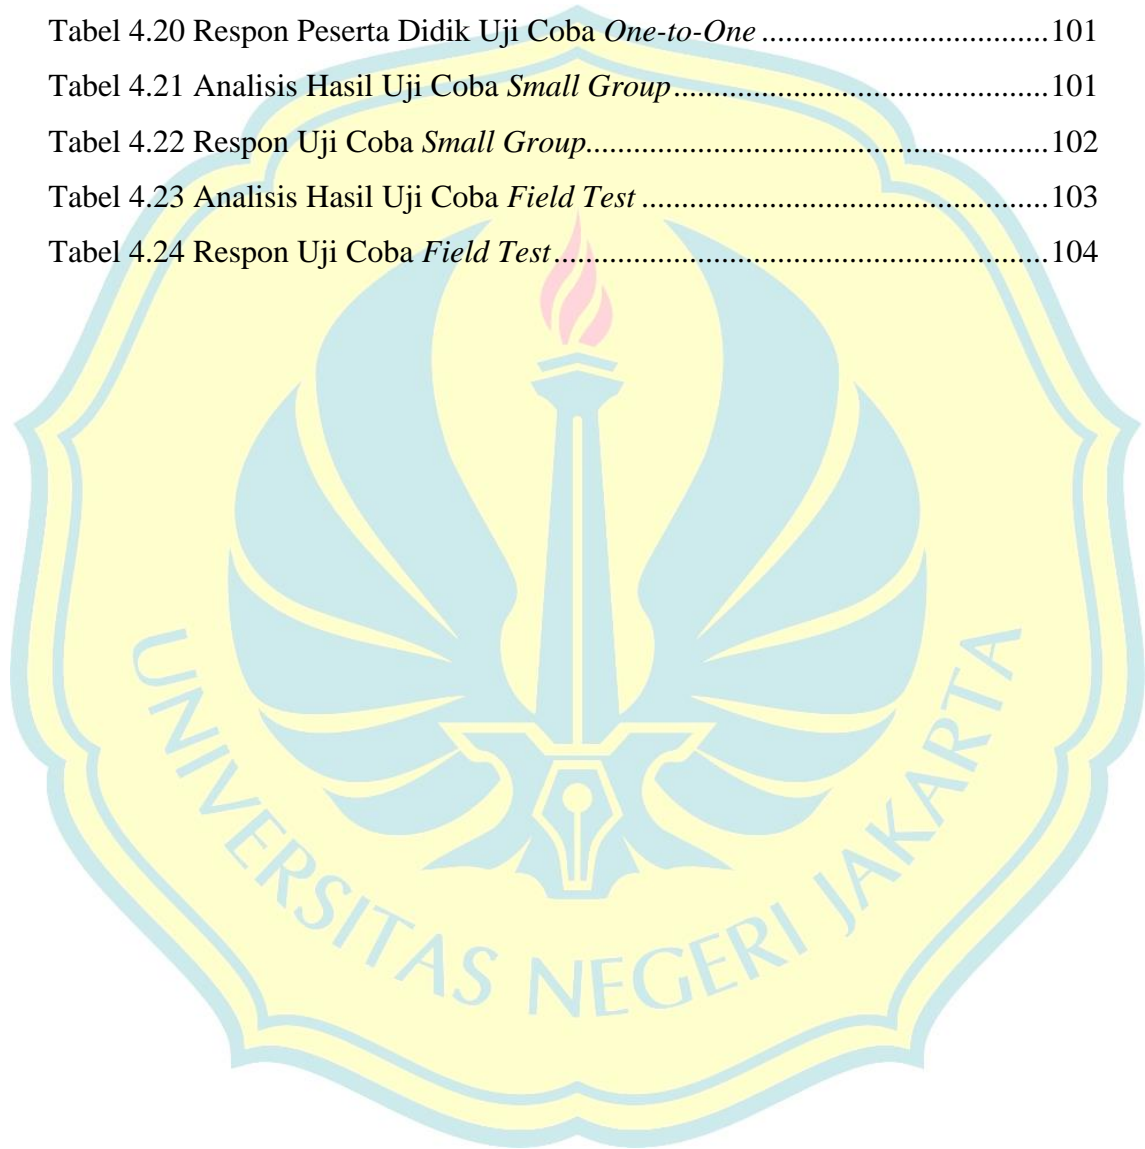 Tabel 4.20 Respon Peserta Didik Uji Coba One-to-One....................................101
Tabel 4.21 Analisis Hasil Uji Coba Small Group...............................................101
Tabel 4.22 Respon Uji Coba Small Group..........................................................102
Tabel 4.23 Analisis Hasil Uji Coba Field Test...................................................103
Tabel 4.24 Respon Uji Coba Field Test..............................................................104
UNIVERSITAS NEGERI JAKARTA